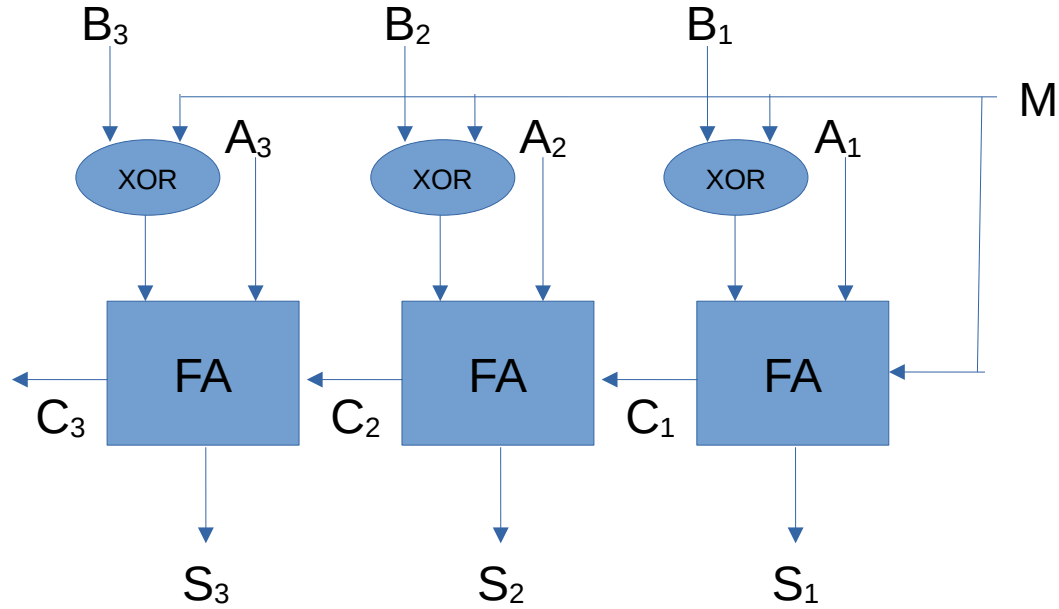 B₃ B₂ B₁
M
A₃ A₂ A₁
XOR XOR XOR
FA FA FA
C₃ C₂ C₁
S₃ S₂ S₁